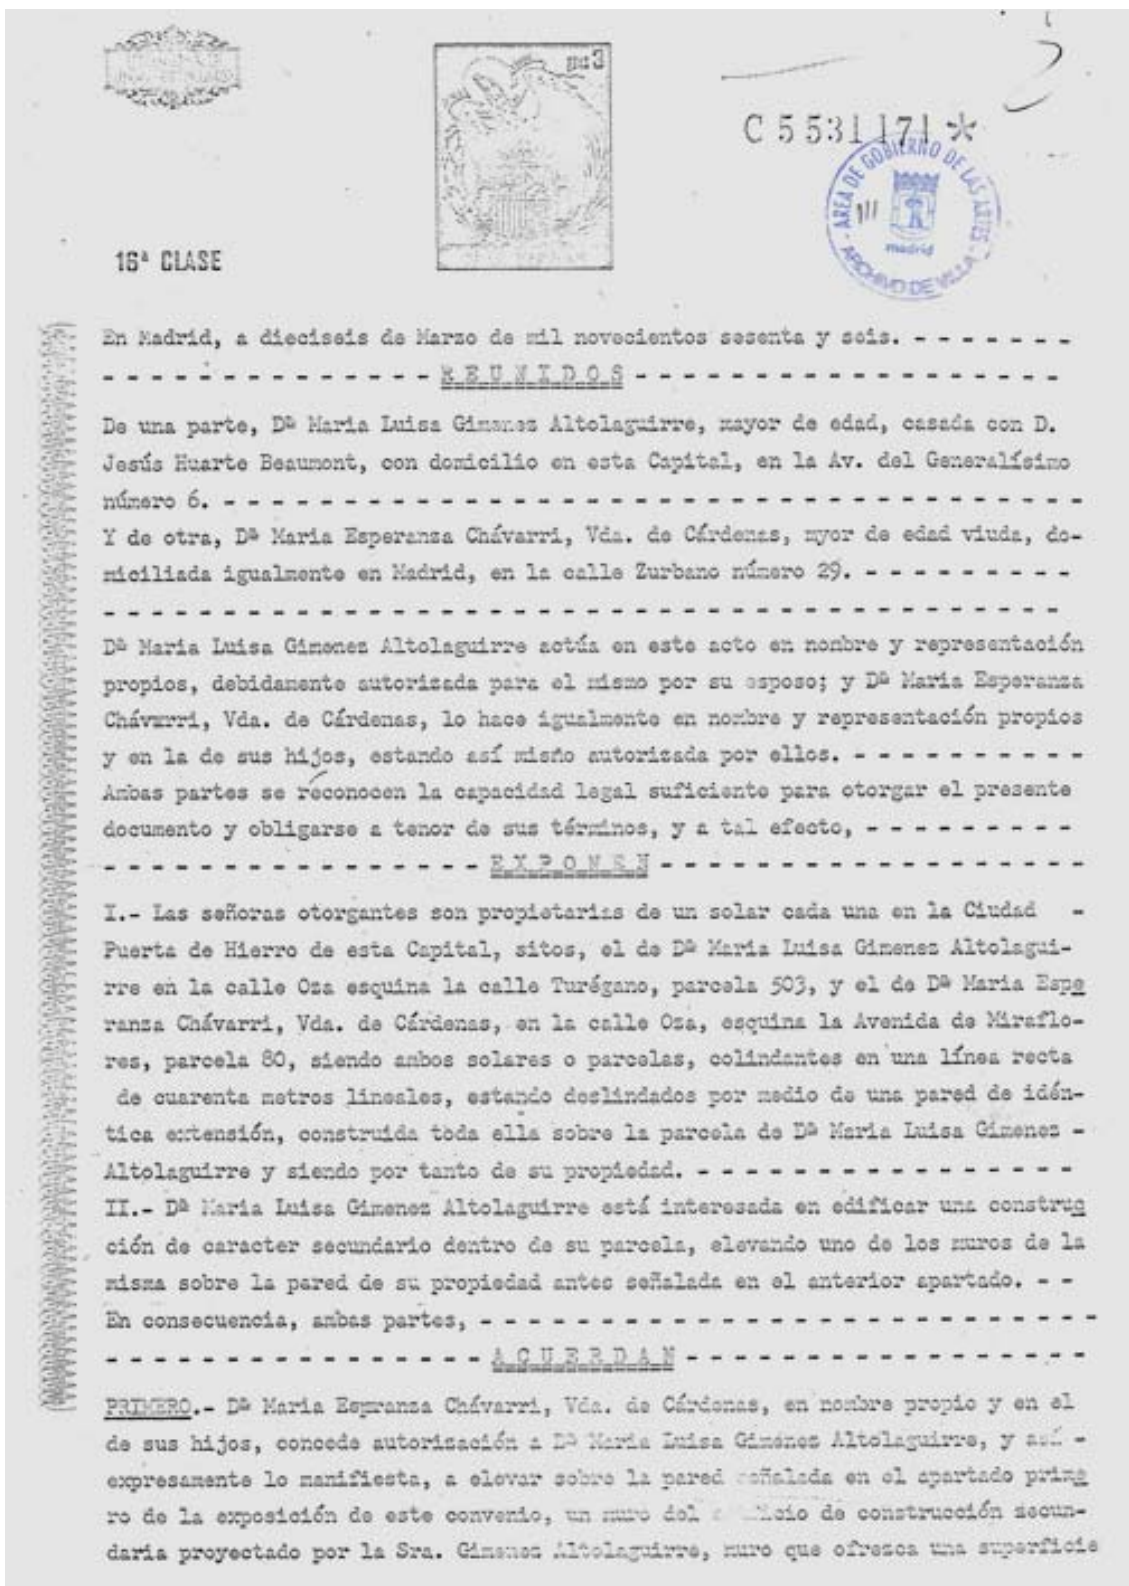 pta3
C 5531171 *
ÁREA DE GOBIERNO DE LAS ARTES
madrid
ARCHIVO DE VILLA
16ª CLASE
En Madrid, a dieciseis de Marzo de mil novecientos sesenta y seis. - - - - - - -
- - - - - - - - - - - - - - R E U N I D O S - - - - - - - - - - - - - - - - - -
De una parte, Dª Maria Luisa Gimenez Altolaguirre, mayor de edad, casada con D.
Jesús Huarte Beaumont, con domicilio en esta Capital, en la Av. del Generalísimo
número 6. - - - - - - - - - - - - - - - - - - - - - - - - - - - - - - - - - - -
Y de otra, Dª Maria Esperanza Chávarri, Vda. de Cárdenas, myor de edad viuda, do-
miciliada igualmente en Madrid, en la calle Zurbano número 29. - - - - - - - - -
- - - - - - - - - - - - - - - - - - - - - - - - - - - - - - - - - - - - - - - -
Dª Maria Luisa Gimenez Altolaguirre actúa en este acto en nombre y representación
propios, debidamente autorizada para el mismo por su esposo; y Dª Maria Esperanza
Chávarri, Vda. de Cárdenas, lo hace igualmente en nombre y representación propios
y en la de sus hijos, estando así misño autorizada por ellos. - - - - - - - - - -
Ambas partes se reconocen la capacidad legal suficiente para otorgar el presente
documento y obligarse a tenor de sus términos, y a tal efecto, - - - - - - - - -
- - - - - - - - - - - - - - - - E X P O N E N - - - - - - - - - - - - - - - - - -
I.- Las señoras otorgantes son propietarias de un solar cada una en la Ciudad -
Puerta de Hierro de esta Capital, sitos, el de Dª Maria Luisa Gimenez Altolagui-
rre en la calle Oza esquina la calle Turégano, parcela 503, y el de Dª Maria Espe
ranza Chávarri, Vda. de Cárdenas, en la calle Oza, esquina la Avenida de Miraflo-
res, parcela 80, siendo ambos solares o parcelas, colindantes en una línea recta
de cuarenta metros lineales, estando deslindados por medio de una pared de idén-
tica extensión, construida toda ella sobre la parcela de Dª Maria Luisa Gimenez -
Altolaguirre y siendo por tanto de su propiedad. - - - - - - - - - - - - - - - -
II.- Dª Maria Luisa Gimenez Altolaguirre está interesada en edificar una construc
ción de caracter secundario dentro de su parcela, elevando uno de los muros de la
misma sobre la pared de su propiedad antes señalada en el anterior apartado. - -
En consecuencia, ambas partes, - - - - - - - - - - - - - - - - - - - - - - - - - -
- - - - - - - - - - - - - - - - A C U E R D A N - - - - - - - - - - - - - - - - -
PRIMERO.- Dª Maria Espranza Chávarri, Vda. de Cárdenas, en nombre propio y en el
de sus hijos, concede autorización a Dª Maria Luisa Giménez Altolaguirre, y así -
expresamente lo manifiesta, a elevar sobre la pared señalada en el apartado prime
ro de la exposición de este convenio, un muro del de construcción secun-
daria proyectado por la Sra. Gimenez Altolaguirre, muro que ofrezca una superficie